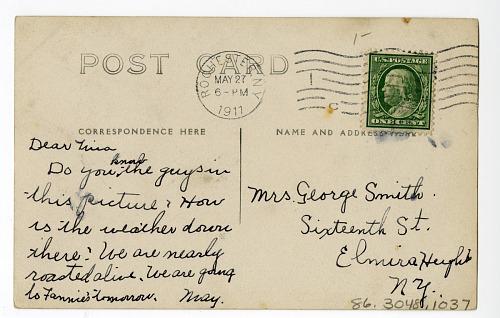 POST CARD
ROCHESTER, N.Y.
MAY 27
6-PM
1911
U.S. POSTAGE
ONE CENT
CORRESPONDENCE HERE
NAME AND ADDRESS HERE
Dear Nina
Do you know the guys in
this picture? How
is the weather down
there? We are nearly
roasted alive. We are going
to Fannie's tomorrow. May.
Mrs. George Smith.
Sixteenth St.
Elmira Heights
N.Y.
86.3048.1037